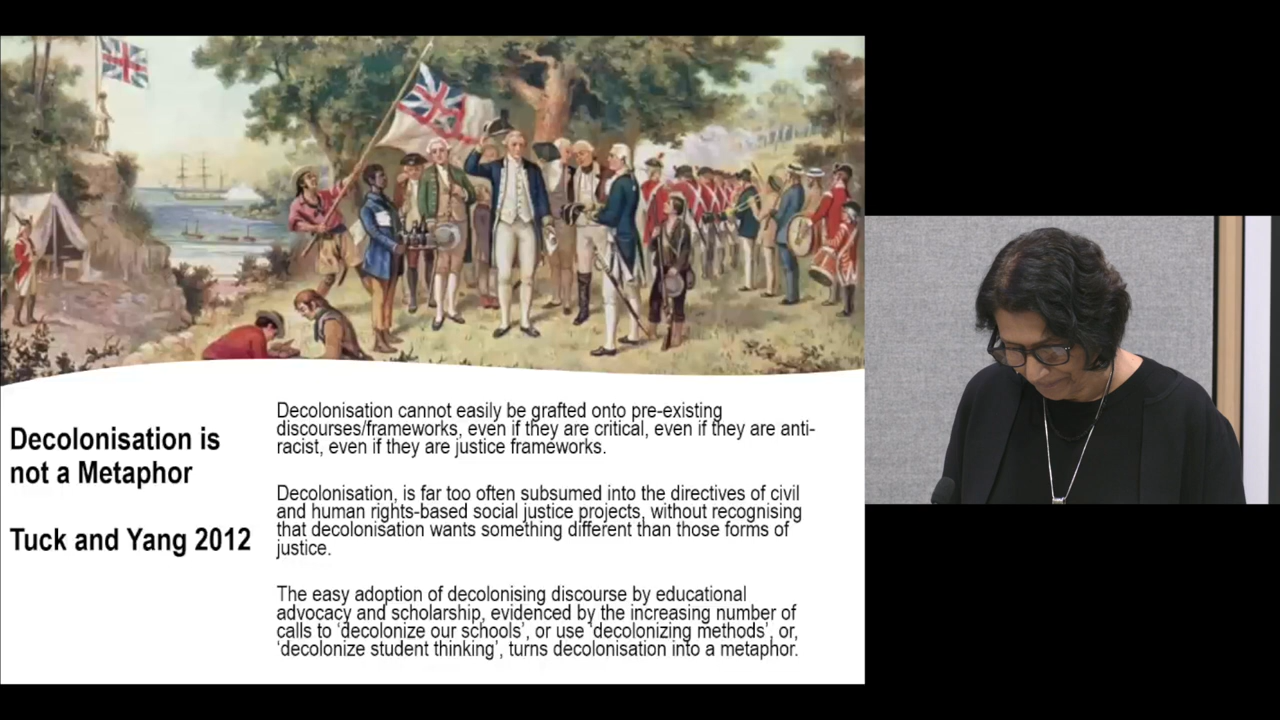 Decolonisation is
not a Metaphor
Tuck and Yang 2012
Decolonisation cannot easily be grafted onto pre-existing
discourses/frameworks, even if they are critical, even if they are anti-
racist, even if they are justice frameworks.
Decolonisation, is far too often subsumed into the directives of civil
and human rights-based social justice projects, without recognising
that decolonisation wants something different than those forms of
justice.
The easy adoption of decolonising discourse by educational
advocacy and scholarship, evidenced by the increasing number of
calls to ‘decolonize our schools’, or use ‘decolonizing methods’, or,
‘decolonize student thinking’, turns decolonisation into a metaphor.